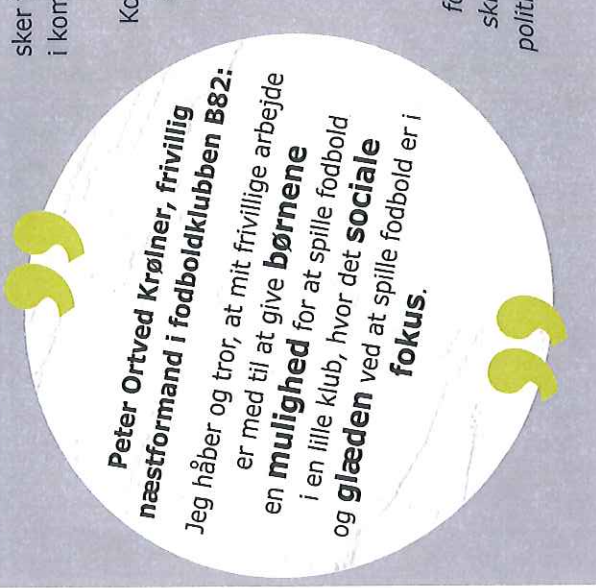 sker
i kom
Ko
Peter Ortved Krølner, frivillig
næstformand i fodboldklubben B82:
Jeg håber og tror, at mit frivillige arbejde
er med til at give børnene
en mulighed for at spille fodbold
i en lille klub, hvor det sociale
og glæden ved at spille fodbold er i
fokus.
politi